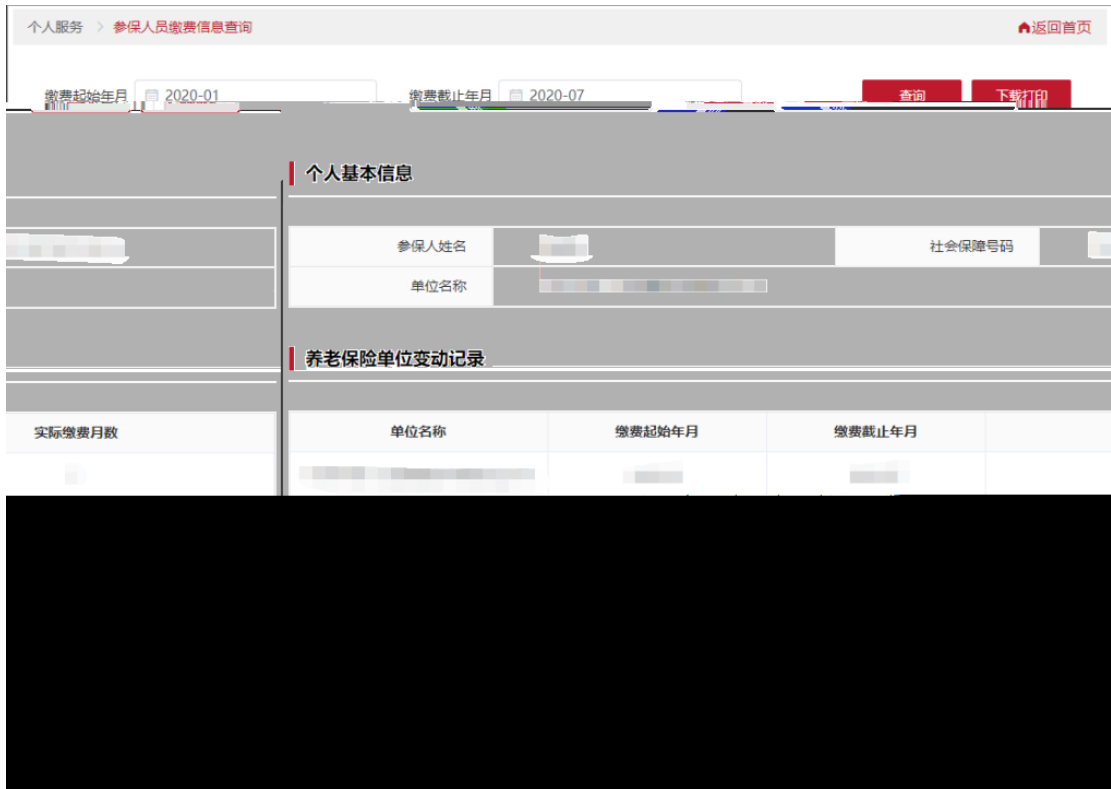 个人服务 > 参保人员缴费信息查询 返回首页
缴费起始年月 2020-01 缴费截止年月 2020-07 查询 下载打印
个人基本信息
参保人姓名 社会保障号码
单位名称
养老保险单位变动记录
实际缴费月数 单位名称 缴费起始年月 缴费截止年月